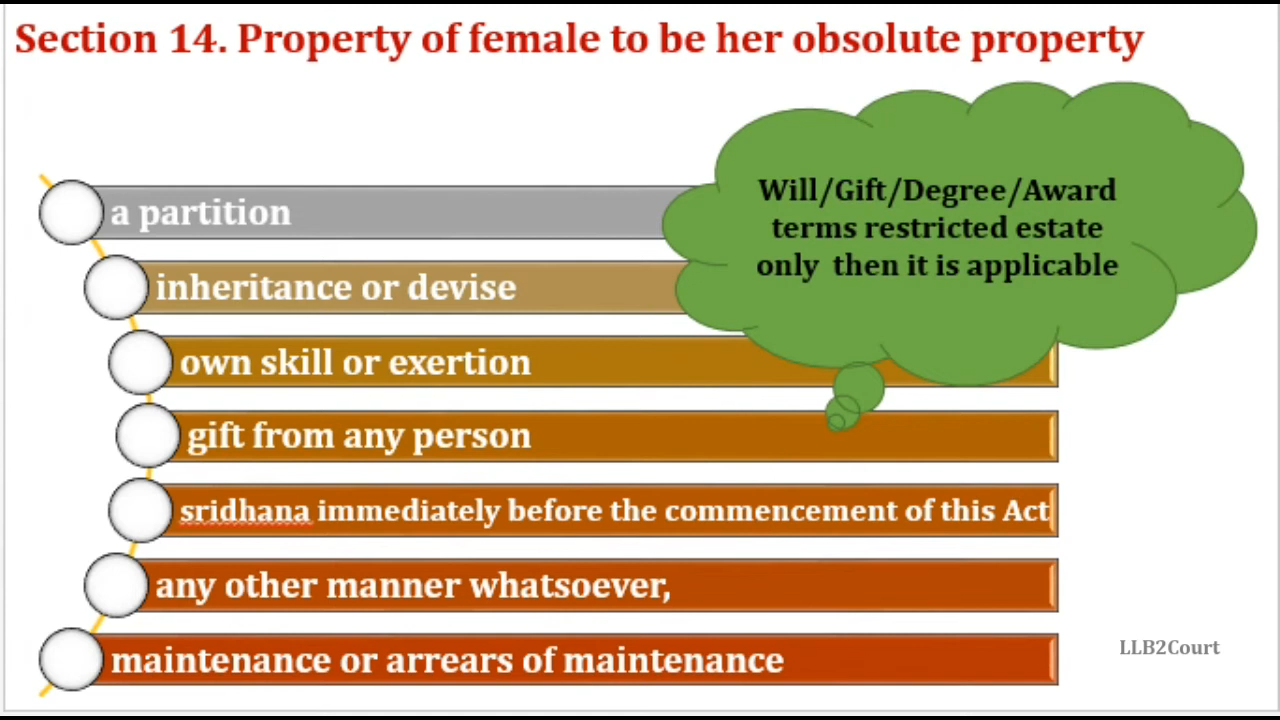 Section 14. Property of female to be her obsolute property
Will/Gift/Degree/Award
terms restricted estate
only then it is applicable
a partition
inheritance or devise
own skill or exertion
gift from any person
sridhana immediately before the commencement of this Act
any other manner whatsoever,
maintenance or arrears of maintenance
LLB2Court